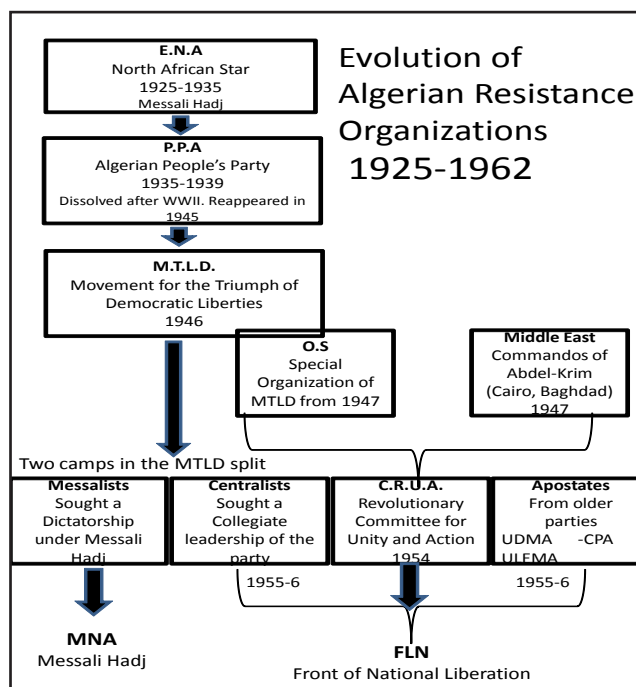 E.N.A
North African Star
1925-1935
Messali Hadj
Evolution of
Algerian Resistance
Organizations
1925-1962
P.P.A
Algerian People's Party
1935-1939
Dissolved after WWII. Reappeared in
1945
M.T.L.D.
Movement for the Triumph of
Democratic Liberties
1946
O.S
Special
Organization of
MTLD from 1947
Middle East
Commandos of
Abdel-Krim
(Cairo, Baghdad)
1947
Two camps in the MTLD split
Messalists
Sought a
Dictatorship
under Messali
Hadj
Centralists
Sought a
Collegiate
leadership of the
party
C.R.U.A.
Revolutionary
Committee for
Unity and Action
1954
Apostates
From older
parties
UDMA -CPA
ULFMA
1955-6
1955-6
MNA
Messali Hadj
FLN
Front of National Liberation